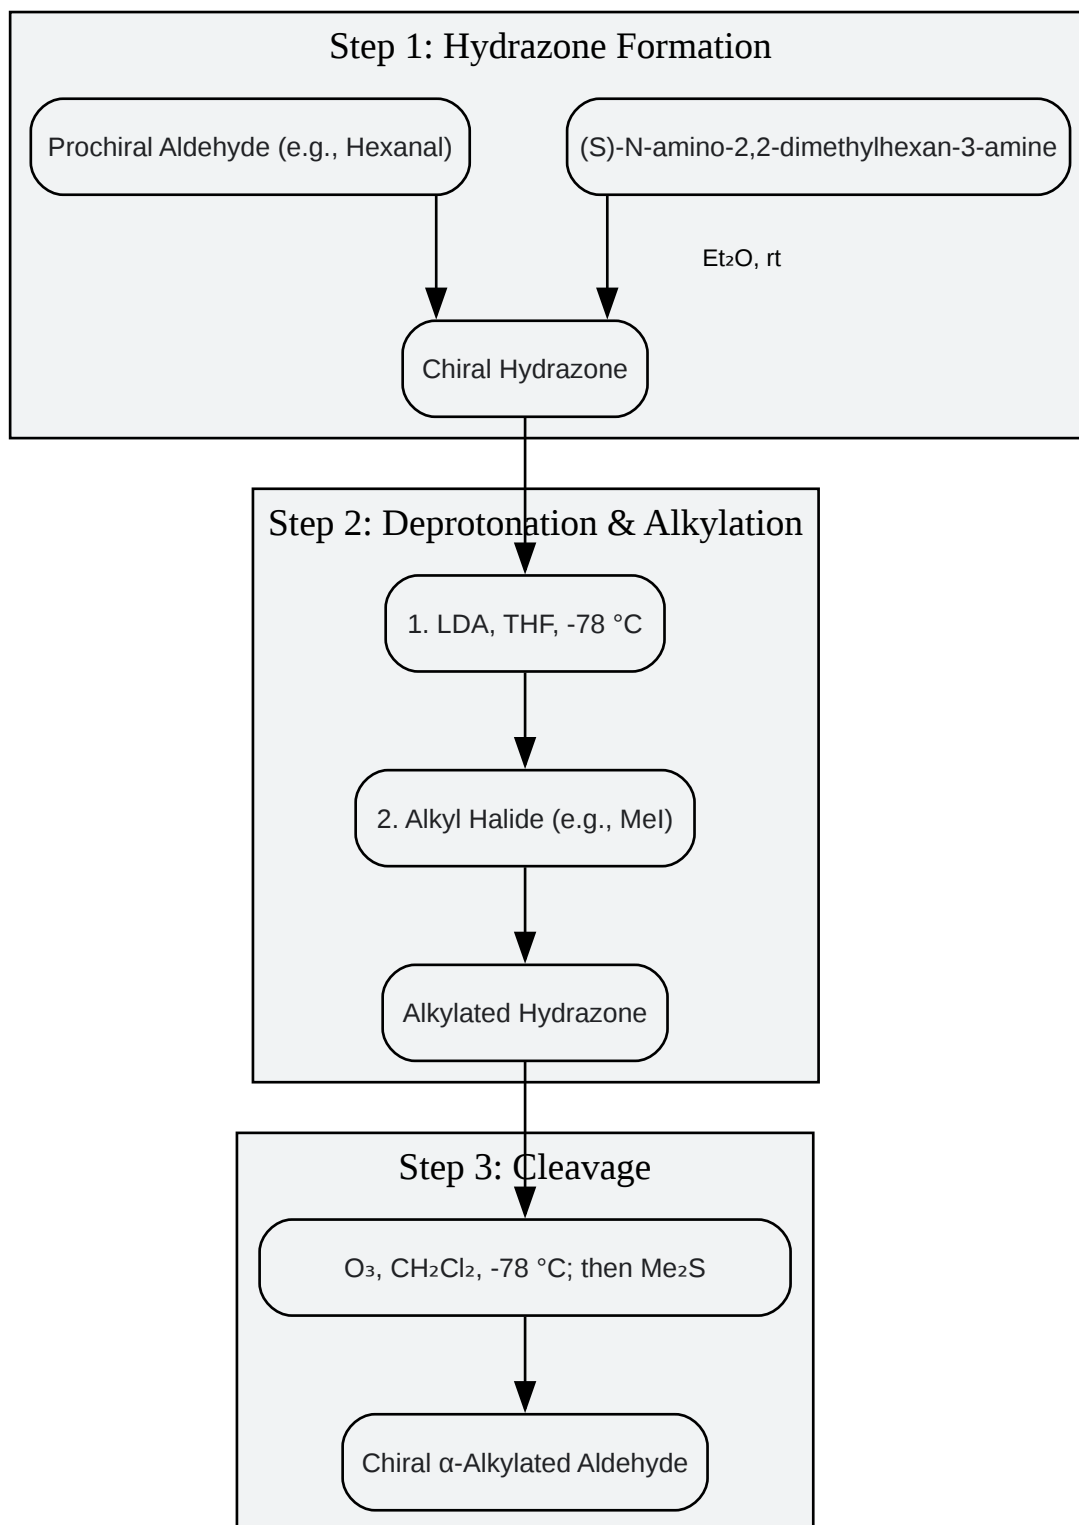 Step 1: Hydrazone Formation
Prochiral Aldehyde (e.g., Hexanal)
(S)-N-amino-2,2-dimethylhexan-3-amine
Et₂O, rt
Chiral Hydrazone
Step 2: Deprotonation & Alkylation
1. LDA, THF, -78 °C
2. Alkyl Halide (e.g., MeI)
Alkylated Hydrazone
Step 3: Cleavage
O₃, CH₂Cl₂, -78 °C; then Me₂S
Chiral α-Alkylated Aldehyde